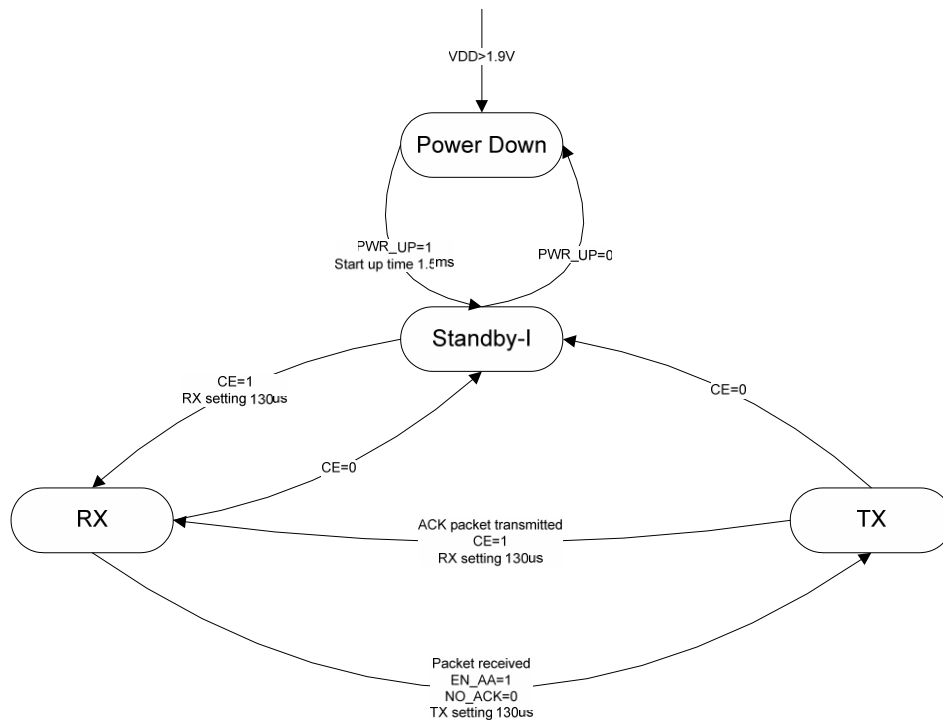 VDD>1.9V
Power Down
PWR_UP=1
Start up time 1.5ms
PWR_UP=0
Standby-I
CE=1
RX setting 130us
CE=0
CE=0
RX
TX
ACK packet transmitted
CE=1
RX setting 130us
Packet received
EN_AA=1
NO_ACK=0
TX setting 130us